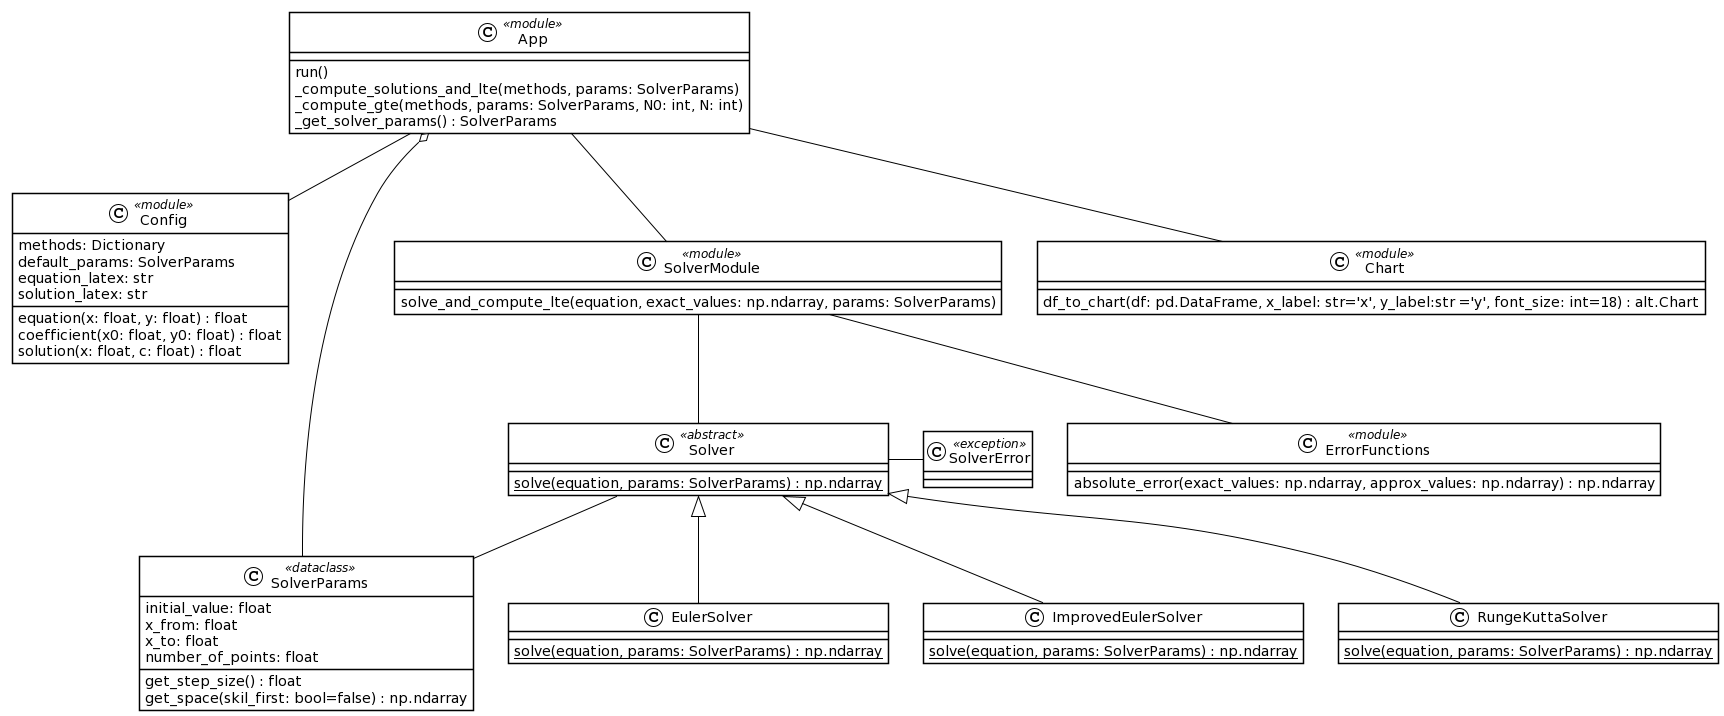 «module»
C App
run()
_compute_solutions_and_lte(methods, params: SolverParams)
_compute_gte(methods, params: SolverParams, N0: int, N: int)
_get_solver_params() : SolverParams
«module»
C Config
methods: Dictionary
default_params: SolverParams
equation_latex: str
solution_latex: str
equation(x: float, y: float) : float
coefficient(x0: float, y0: float) : float
solution(x: float, c: float) : float
«module»
C SolverModule
solve_and_compute_lte(equation, exact_values: np.ndarray, params: SolverParams)
«module»
C Chart
df_to_chart(df: pd.DataFrame, x_label: str='x', y_label:str ='y', font_size: int=18) : alt.Chart
«abstract»
C Solver
solve(equation, params: SolverParams) : np.ndarray
«exception»
C SolverError
«module»
C ErrorFunctions
absolute_error(exact_values: np.ndarray, approx_values: np.ndarray) : np.ndarray
«dataclass»
C SolverParams
initial_value: float
x_from: float
x_to: float
number_of_points: float
get_step_size() : float
get_space(skil_first: bool=false) : np.ndarray
C EulerSolver
solve(equation, params: SolverParams) : np.ndarray
C ImprovedEulerSolver
solve(equation, params: SolverParams) : np.ndarray
C RungeKuttaSolver
solve(equation, params: SolverParams) : np.ndarray